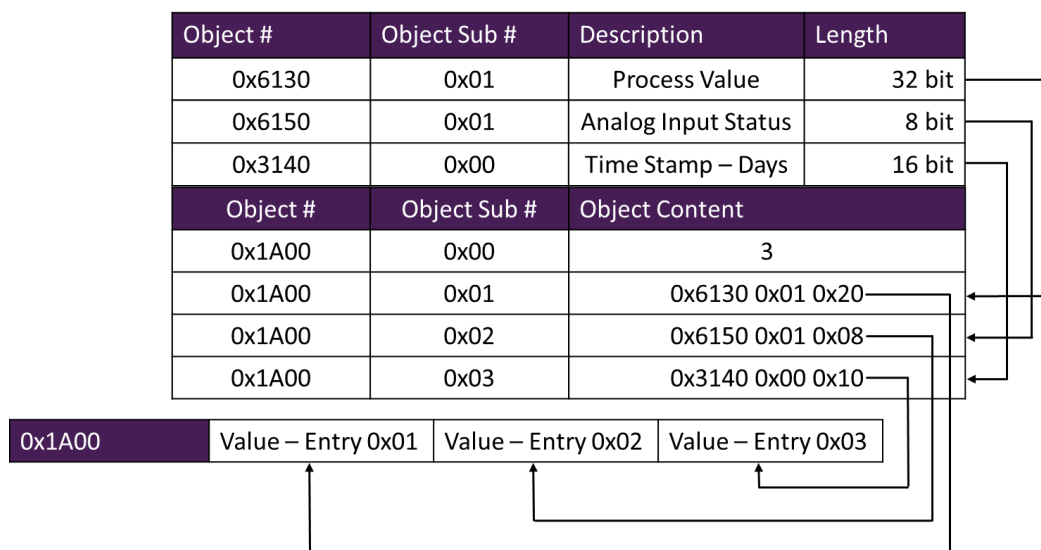 Object # Object Sub # Description Length
0x6130 0x01 Process Value 32 bit
0x6150 0x01 Analog Input Status 8 bit
0x3140 0x00 Time Stamp – Days 16 bit
Object # Object Sub # Object Content
0x1A00 0x00 3
0x1A00 0x01 0x6130 0x01 0x20
0x1A00 0x02 0x6150 0x01 0x08
0x1A00 0x03 0x3140 0x00 0x10
0x1A00 Value – Entry 0x01 Value – Entry 0x02 Value – Entry 0x03